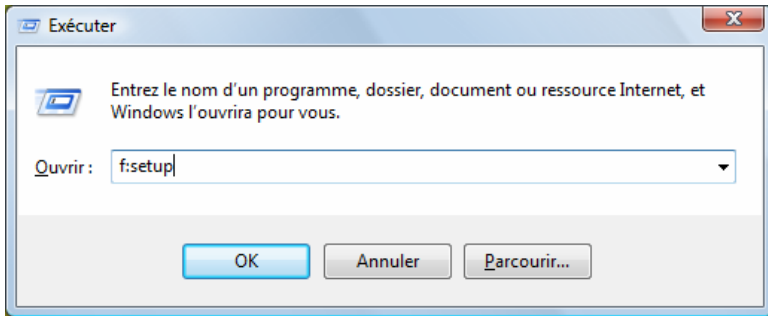 Exécuter
Entrez le nom d'un programme, dossier, document ou ressource Internet, et
Windows l'ouvrira pour vous.
Ouvrir : f:setup
OK Annuler Parcourir...